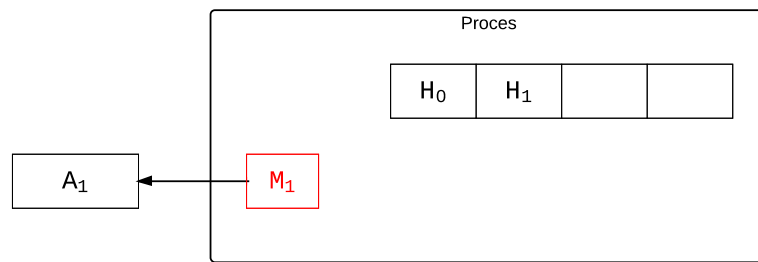 Proces
H₀ H₁
A₁ M₁